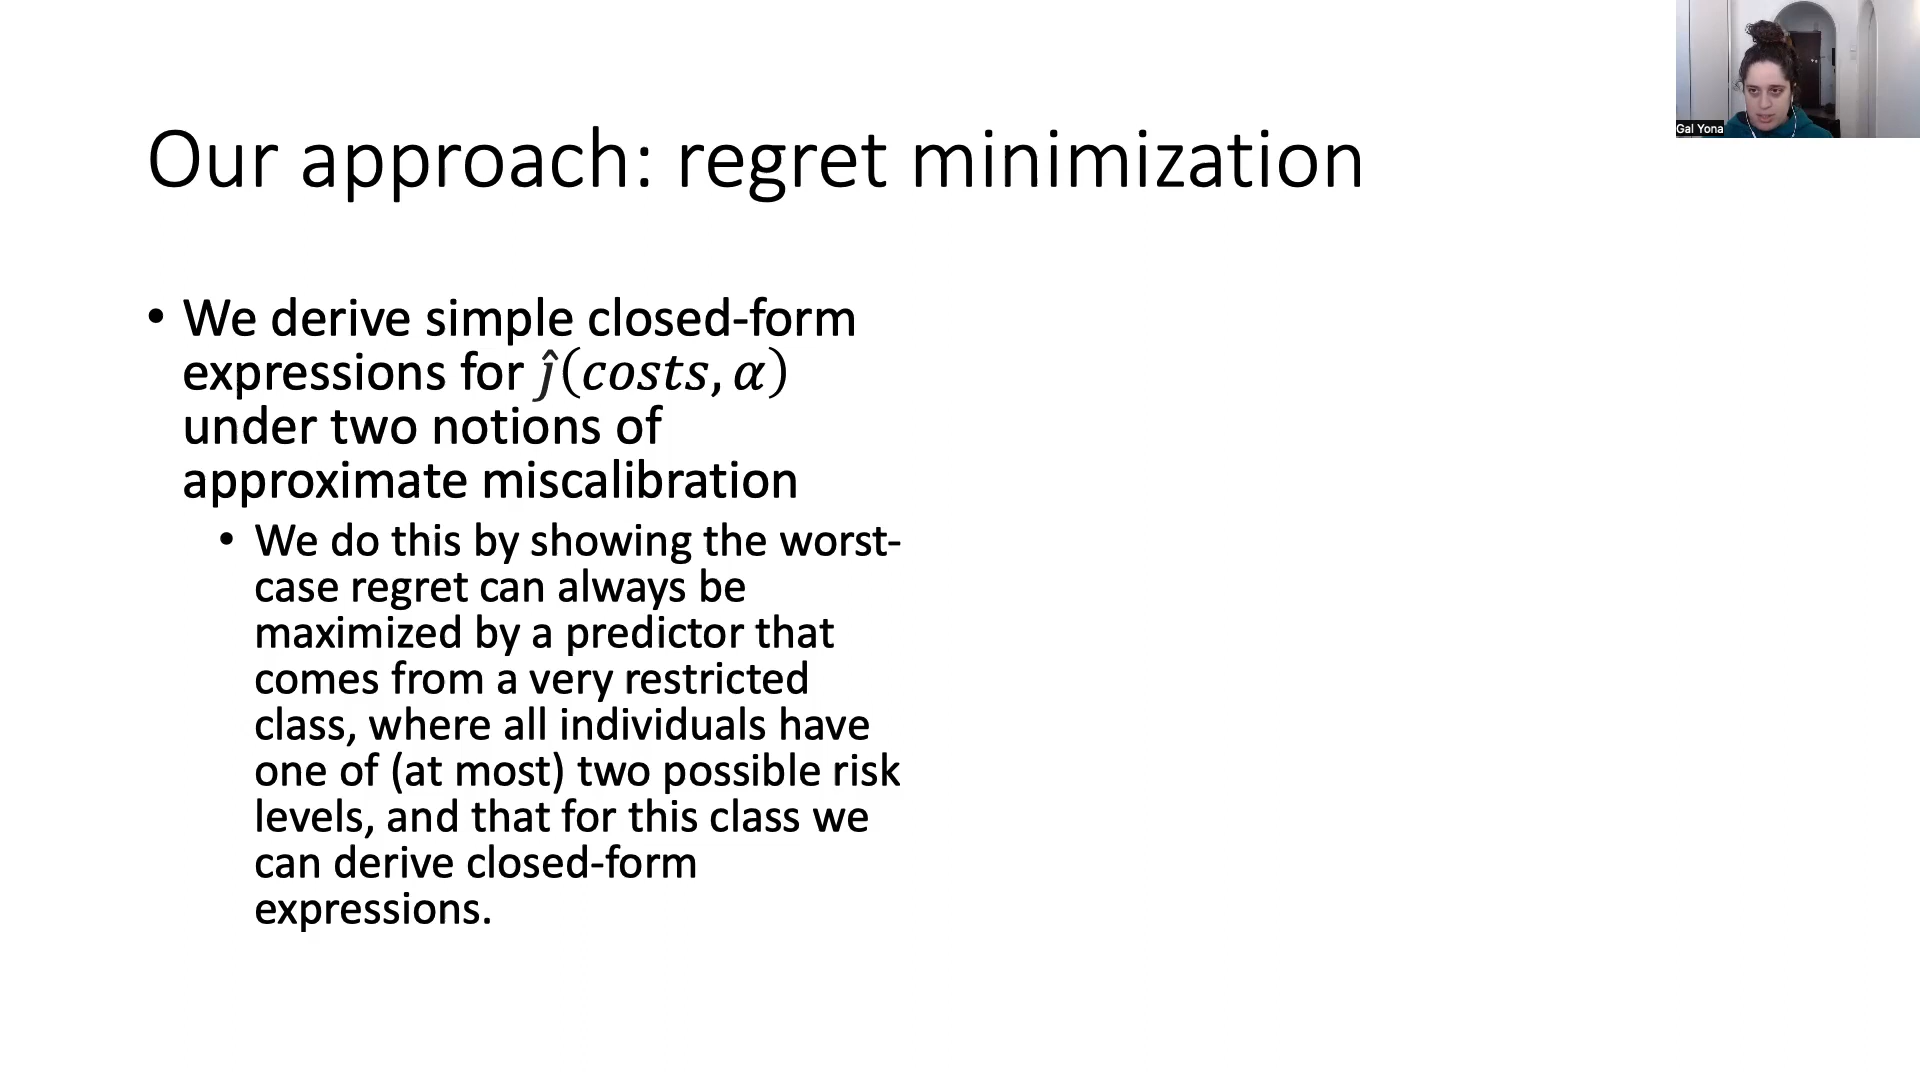 Gal Yona
Our approach: regret minimization
• We derive simple closed-form
expressions for ĵ(costs, α)
under two notions of
approximate miscalibration
• We do this by showing the worst-
case regret can always be
maximized by a predictor that
comes from a very restricted
class, where all individuals have
one of (at most) two possible risk
levels, and that for this class we
can derive closed-form
expressions.